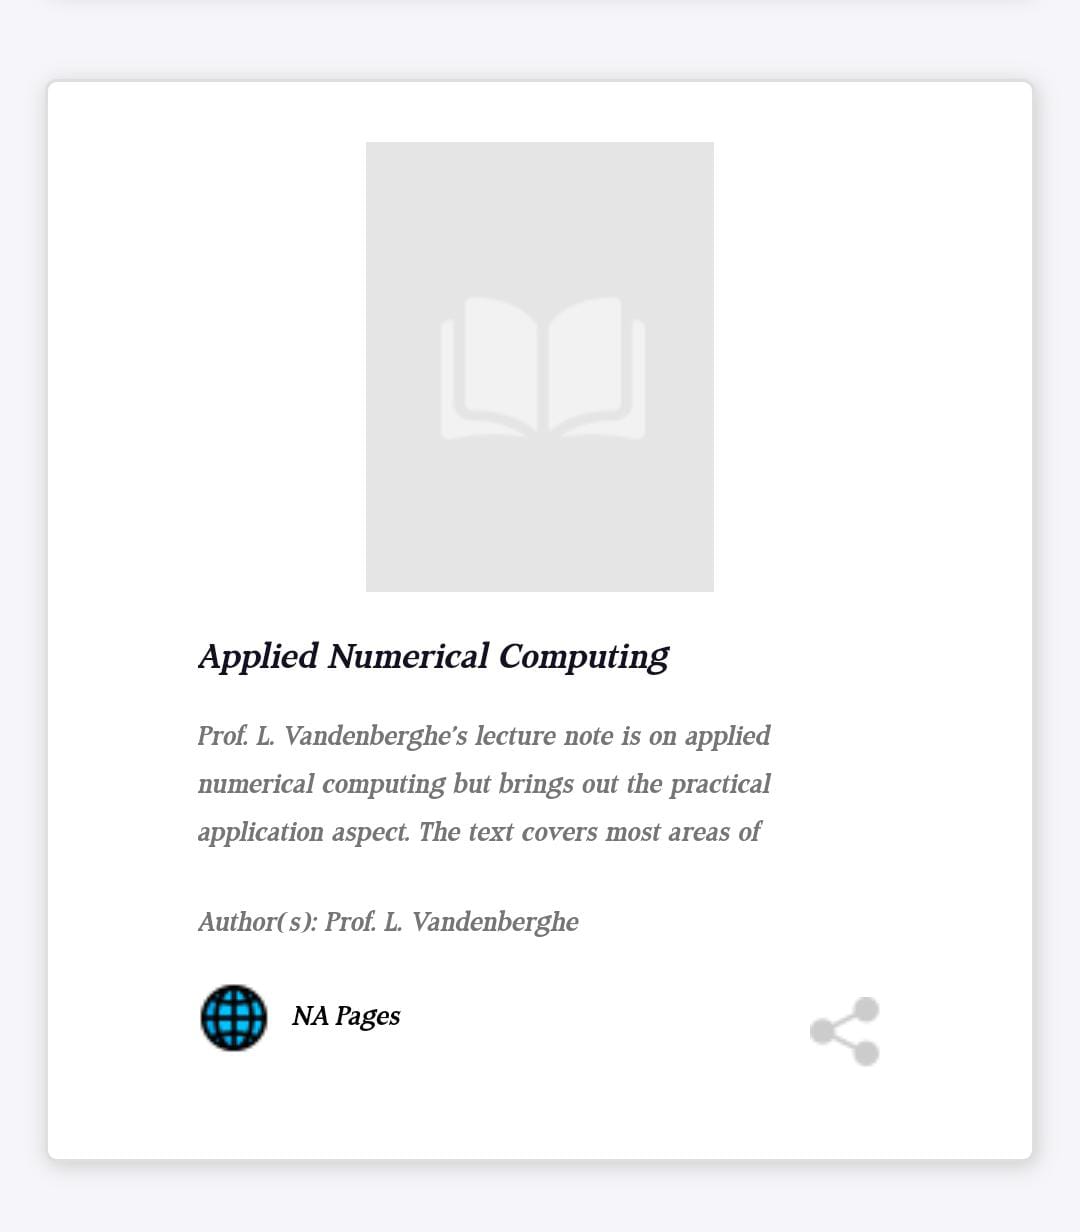 Applied Numerical Computing
Prof. L. Vandenberghe’s lecture note is on applied
numerical computing but brings out the practical
application aspect. The text covers most areas of
Author(s): Prof. L. Vandenberghe
NA Pages